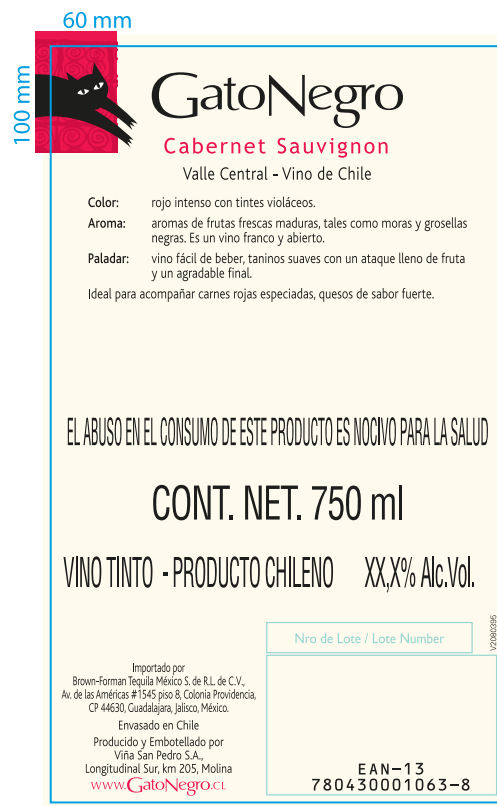 60 mm
100 mm
GatoNegro
Cabernet Sauvignon
Valle Central - Vino de Chile
Color: rojo intenso con tintes violáceos.
Aroma: aromas de frutas frescas maduras, tales como moras y grosellas
negras. Es un vino franco y abierto.
Paladar: vino fácil de beber, taninos suaves con un ataque lleno de fruta
y un agradable final.
Ideal para acompañar carnes rojas especiadas, quesos de sabor fuerte.
EL ABUSO EN EL CONSUMO DE ESTE PRODUCTO ES NOCIVO PARA LA SALUD
CONT. NET. 750 ml
VINO TINTO - PRODUCTO CHILENO XX,X% Alc.Vol.
Nro de Lote / Lote Number
V2080395
Importado por
Brown-Forman Tequila México S. de R.L. de C.V.,
Av. de las Américas #1545 piso 8, Colonia Providencia,
CP 44630, Guadalajara, Jalisco, México.
Envasado en Chile
Producido y Embotellado por
Viña San Pedro S.A.,
Longitudinal Sur, km 205, Molina
www.GatoNegro.cl
EAN-13
780430001063-8